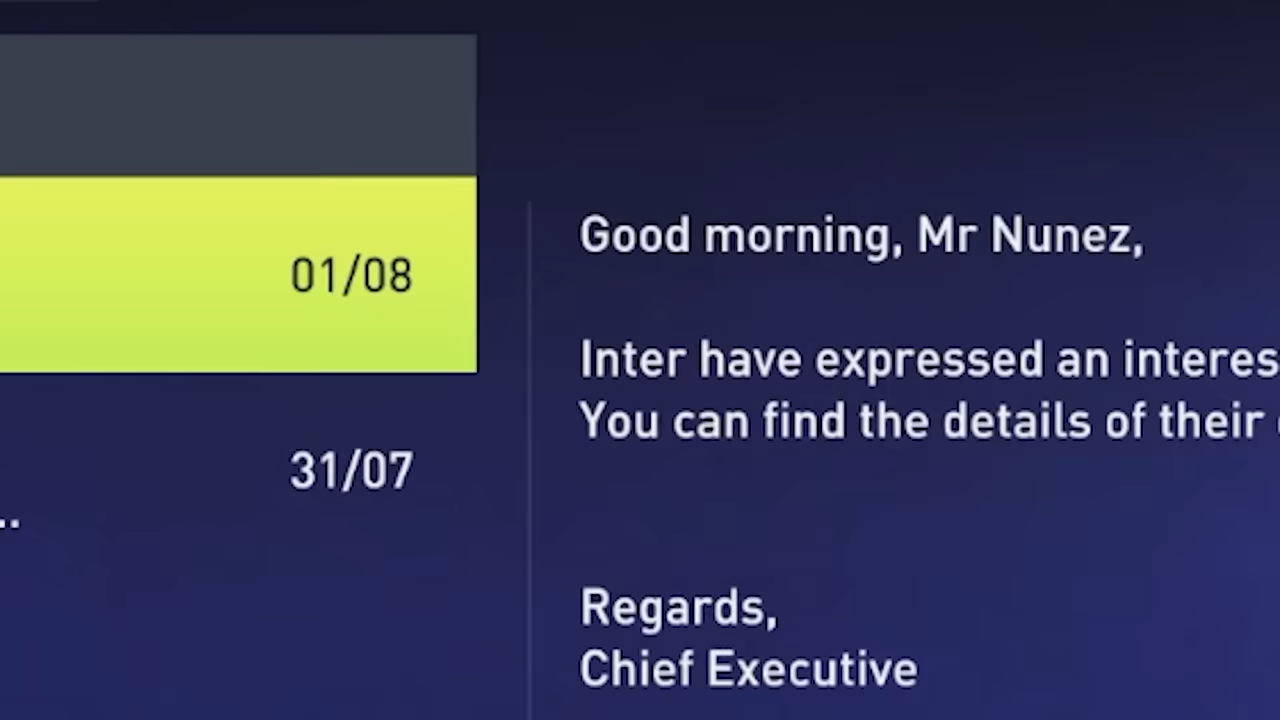 01/08
31/07
..
Good morning, Mr Nunez,
Inter have expressed an interes
You can find the details of their
Regards,
Chief Executive